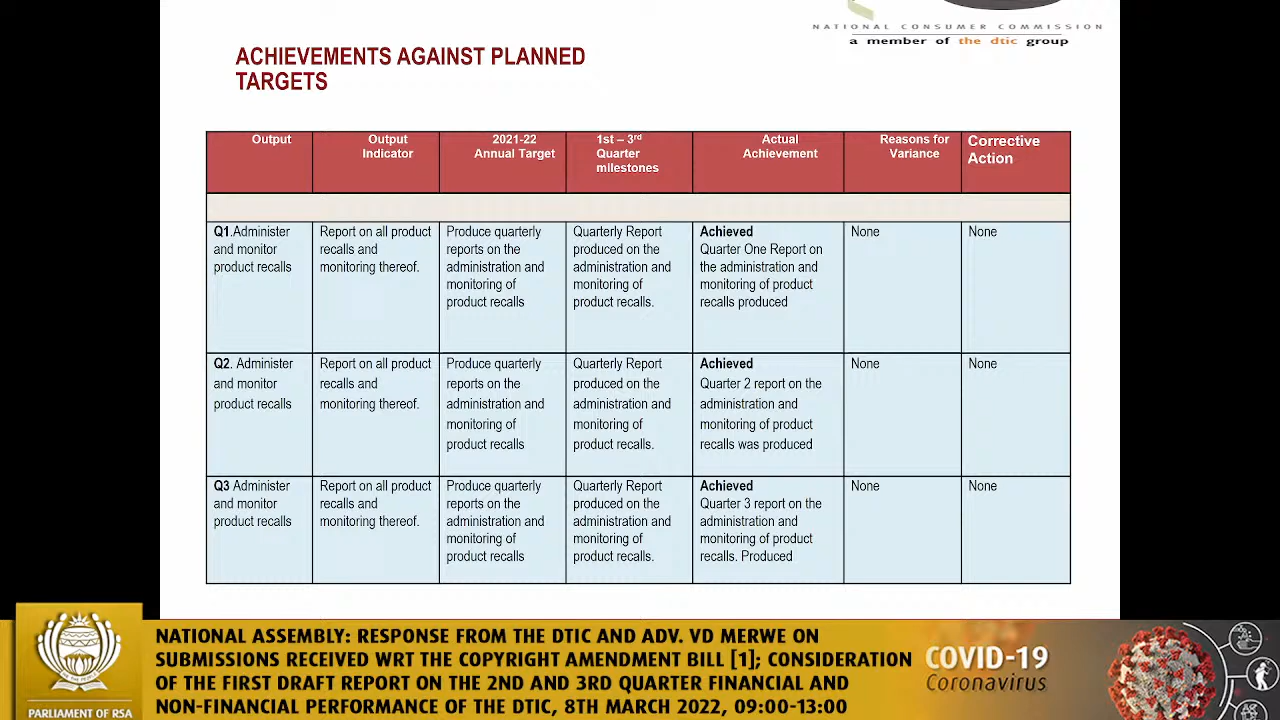 NATIONAL CONSUMER COMMISSION
a member of the dtic group
ACHIEVEMENTS AGAINST PLANNED
TARGETS
Output
Output
Indicator
2021-22
Annual Target
1st – 3rd
Quarter
milestones
Actual
Achievement
Reasons for
Variance
Corrective
Action
Q1.Administer
and monitor
product recalls
Report on all product
recalls and
monitoring thereof.
Produce quarterly
reports on the
administration and
monitoring of
product recalls
Quarterly Report
produced on the
administration and
monitoring of
product recalls.
Achieved
Quarter One Report on
the administration and
monitoring of product
recalls produced
None
None
Q2. Administer
and monitor
product recalls
Report on all product
recalls and
monitoring thereof.
Produce quarterly
reports on the
administration and
monitoring of
product recalls
Quarterly Report
produced on the
administration and
monitoring of
product recalls.
Achieved
Quarter 2 report on the
administration and
monitoring of product
recalls was produced
None
None
Q3 Administer
and monitor
product recalls
Report on all product
recalls and
monitoring thereof.
Produce quarterly
reports on the
administration and
monitoring of
product recalls
Quarterly Report
produced on the
administration and
monitoring of
product recalls.
Achieved
Quarter 3 report on the
administration and
monitoring of product
recalls. Produced
None
None
PARLIAMENT OF RSA
NATIONAL ASSEMBLY: RESPONSE FROM THE DTIC AND ADV. VD MERWE ON
SUBMISSIONS RECEIVED WRT THE COPYRIGHT AMENDMENT BILL [1]; CONSIDERATION
OF THE FIRST DRAFT REPORT ON THE 2ND AND 3RD QUARTER FINANCIAL AND
NON-FINANCIAL PERFORMANCE OF THE DTIC, 8TH MARCH 2022, 09:00-13:00
COVID-19
Coronavirus